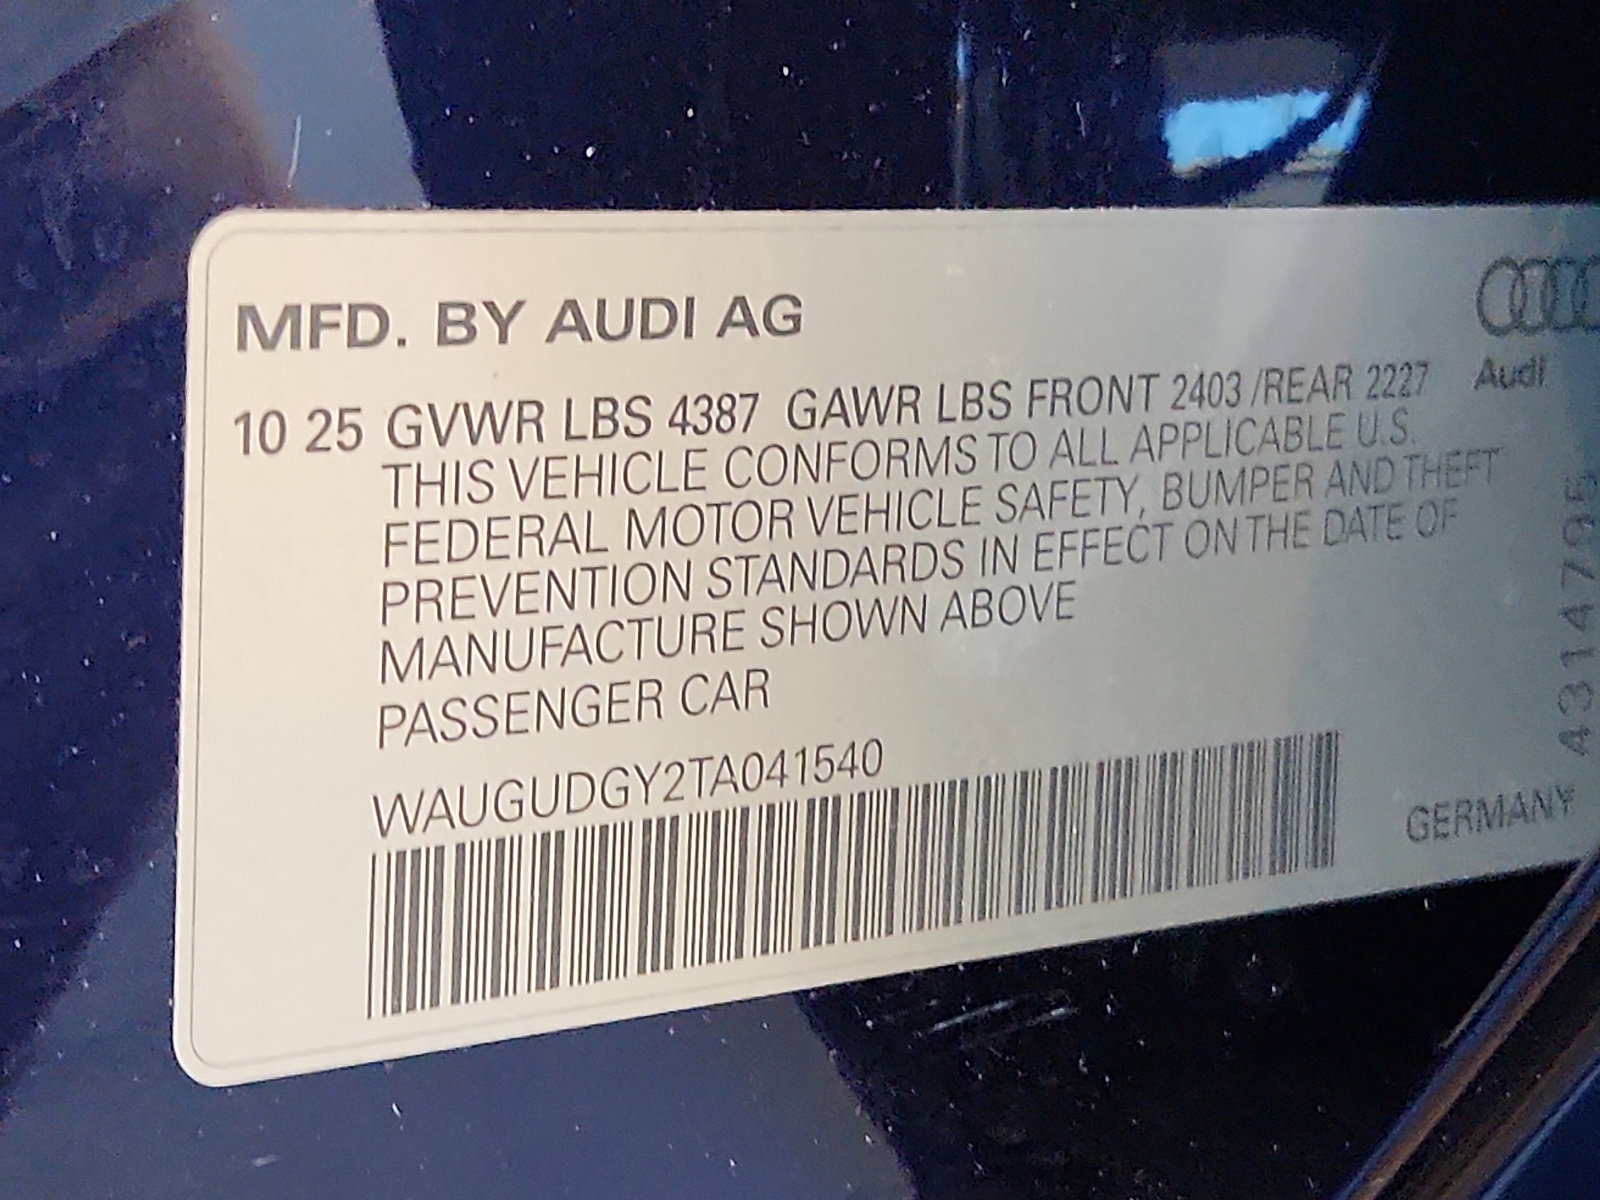 MFD. BY AUDI AG
Audi
10 25 GVWR LBS 4387 GAWR LBS FRONT 2403 /REAR 2227
THIS VEHICLE CONFORMS TO ALL APPLICABLE U.S.
FEDERAL MOTOR VEHICLE SAFETY, BUMPER AND THEFT
PREVENTION STANDARDS IN EFFECT ON THE DATE OF
MANUFACTURE SHOWN ABOVE
PASSENGER CAR
WAUGUDGY2TA041540
GERMANY
4314795